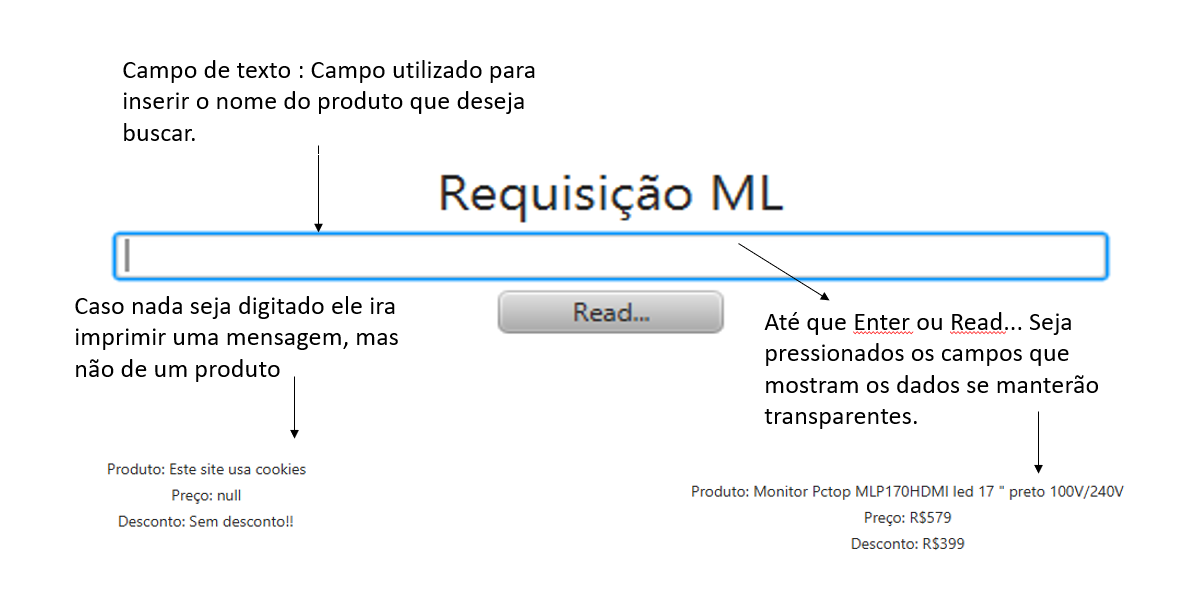 Campo de texto : Campo utilizado para
inserir o nome do produto que deseja
buscar.
Requisição ML
Read...
Caso nada seja digitado ele ira
imprimir uma mensagem, mas
não de um produto
Até que Enter ou Read... Seja
pressionados os campos que
mostram os dados se manterão
transparentes.
Produto: Este site usa cookies
Preço: null
Desconto: Sem desconto!!
Produto: Monitor Pctop MLP170HDMI led 17 " preto 100V/240V
Preço: R$579
Desconto: R$399